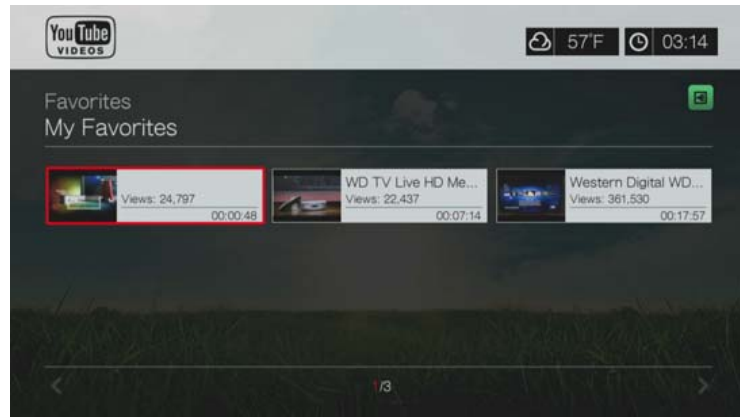 You Tube
VIDEOS
57°F
03:14
Favorites
My Favorites
Views: 24,797
00:00:48
WD TV Live HD Me...
Views: 22,437
00:07:14
Western Digital WD...
Views: 361,530
00:17:57
1/3